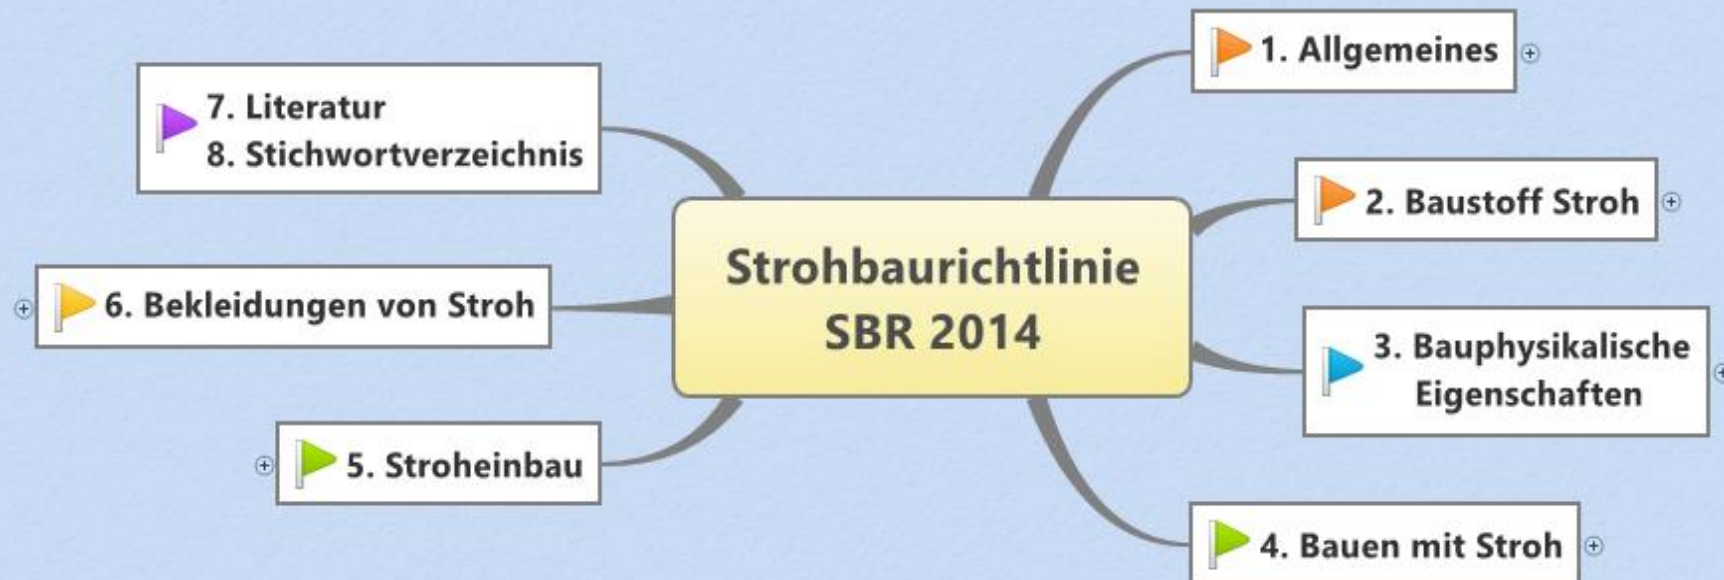 Strohbaurichtlinie
SBR 2014
1. Allgemeines
2. Baustoff Stroh
3. Bauphysikalische
Eigenschaften
4. Bauen mit Stroh
5. Stroheinbau
6. Bekleidungen von Stroh
7. Literatur
8. Stichwortverzeichnis